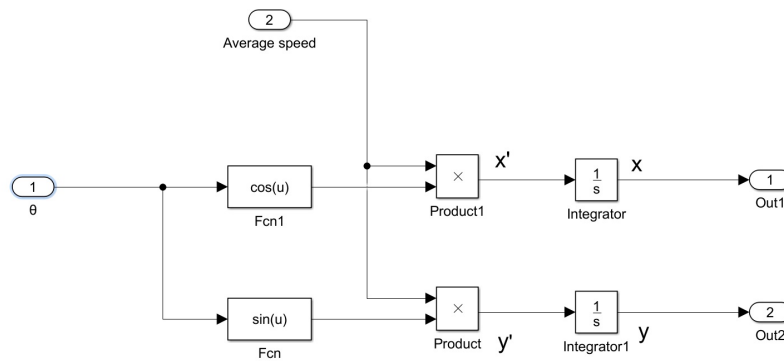 2
Average speed
1
θ
cos(u)
Fcn1
×
Product1
x'
1
s
Integrator
x
1
Out1
sin(u)
Fcn
×
Product
y'
1
s
Integrator1
y
2
Out2